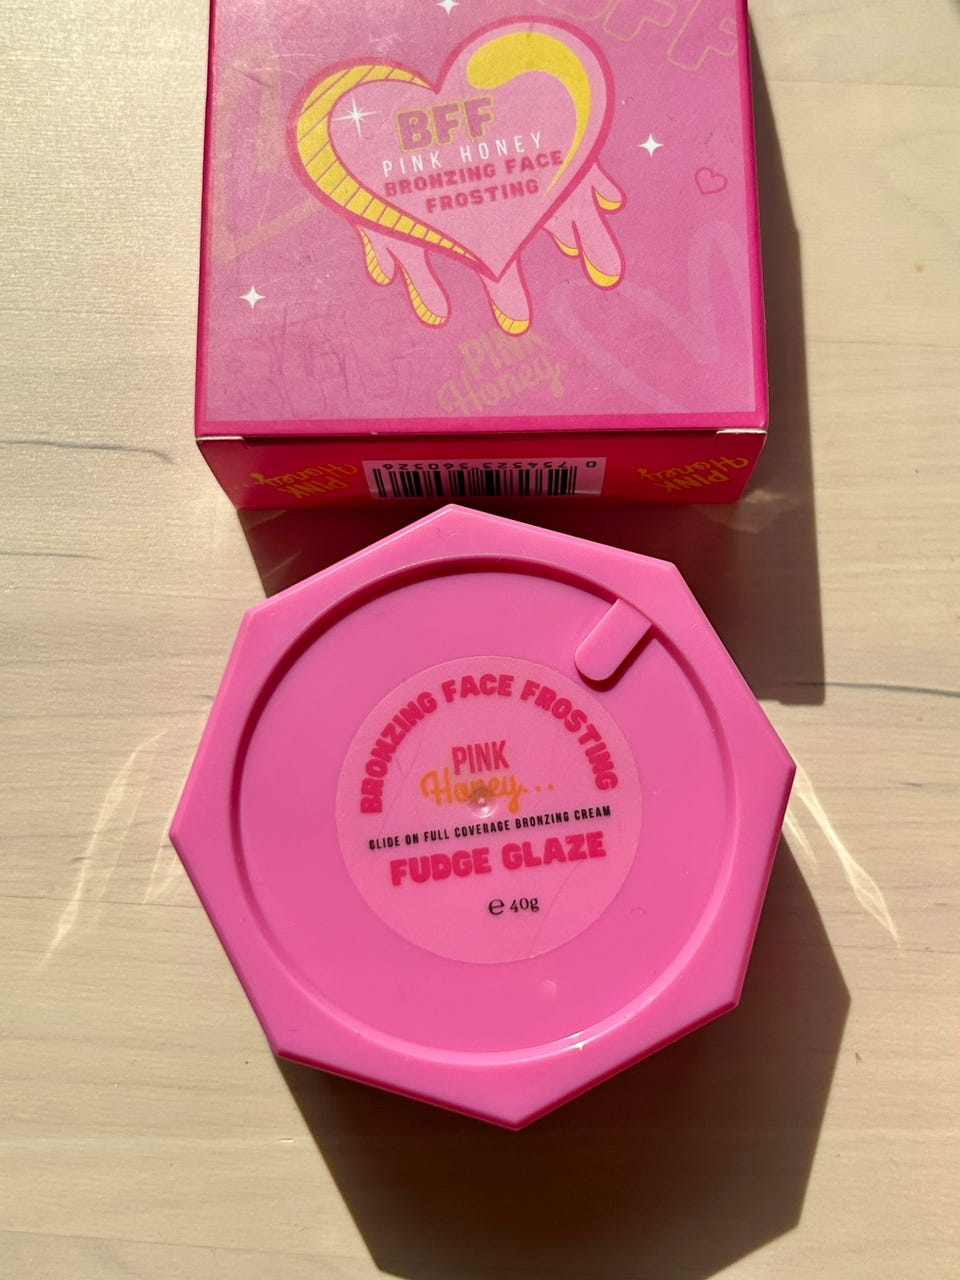 BFF
BFF
PINK HONEY
BRONZING FACE
FROSTING
PINK
Honey
PINK
Honey
0 754523 560526
PINK
Honey
BRONZING FACE FROSTING
PINK
Honey...
GLIDE ON FULL COVERAGE BRONZING CREAM
FUDGE GLAZE
℮ 40g